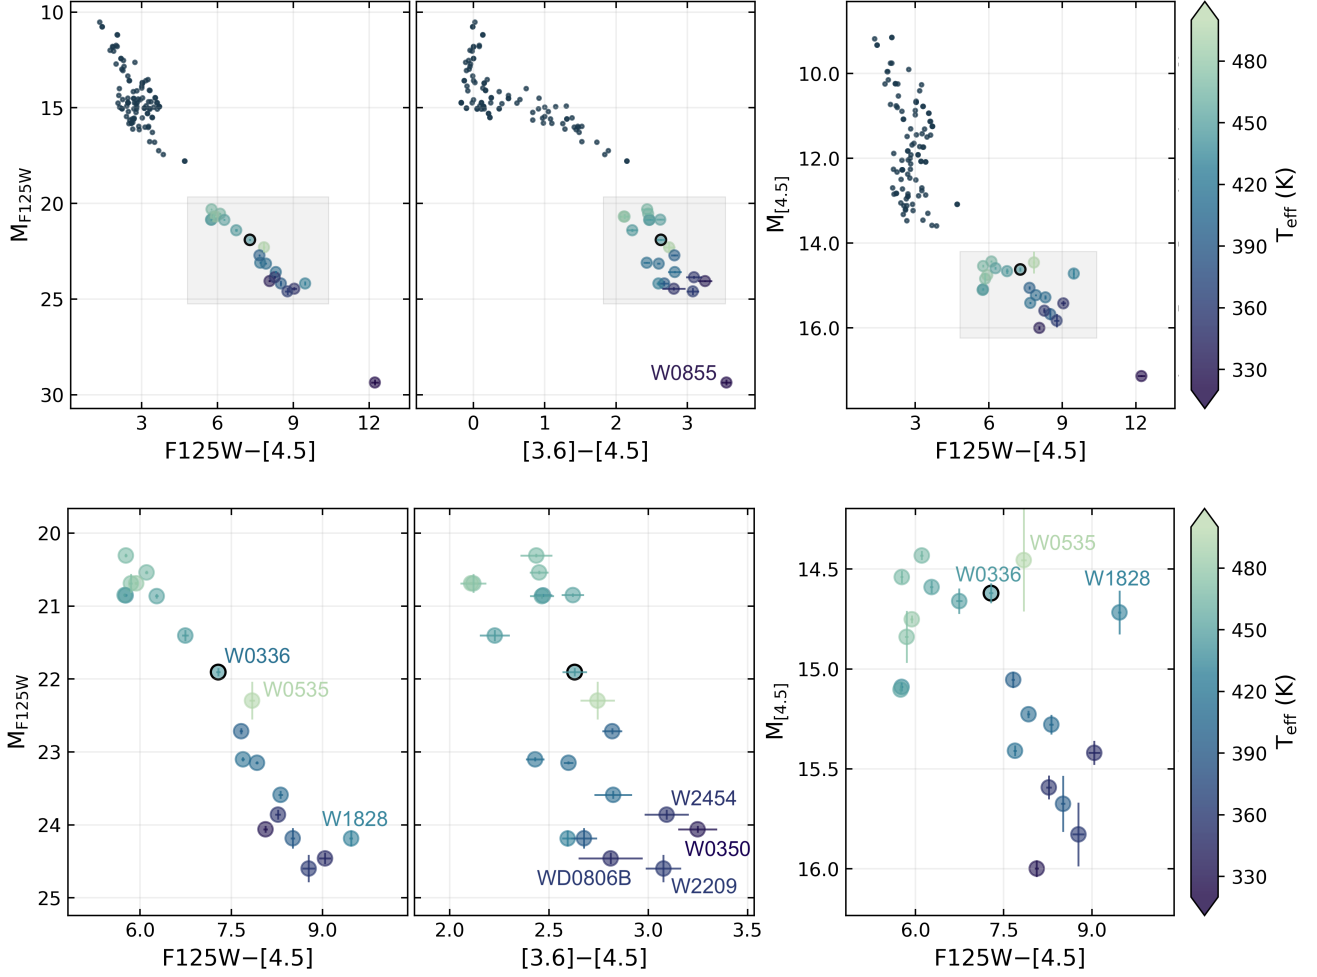 10
15
20
25
30
M_F125W
3
6
9
12
F125W−[4.5]
W0855
0
1
2
3
[3.6]−[4.5]
10.0
12.0
14.0
16.0
M_[4.5]
3
6
9
12
F125W−[4.5]
480
450
420
390
360
330
T_eff (K)
20
21
22
23
24
25
M_F125W
W0336
W0535
W1828
6.0
7.5
9.0
F125W−[4.5]
W2454
W0350
WD0806B
W2209
2.0
2.5
3.0
3.5
[3.6]−[4.5]
14.5
15.0
15.5
16.0
M_[4.5]
W0535
W0336
W1828
6.0
7.5
9.0
F125W−[4.5]
480
450
420
390
360
330
T_eff (K)